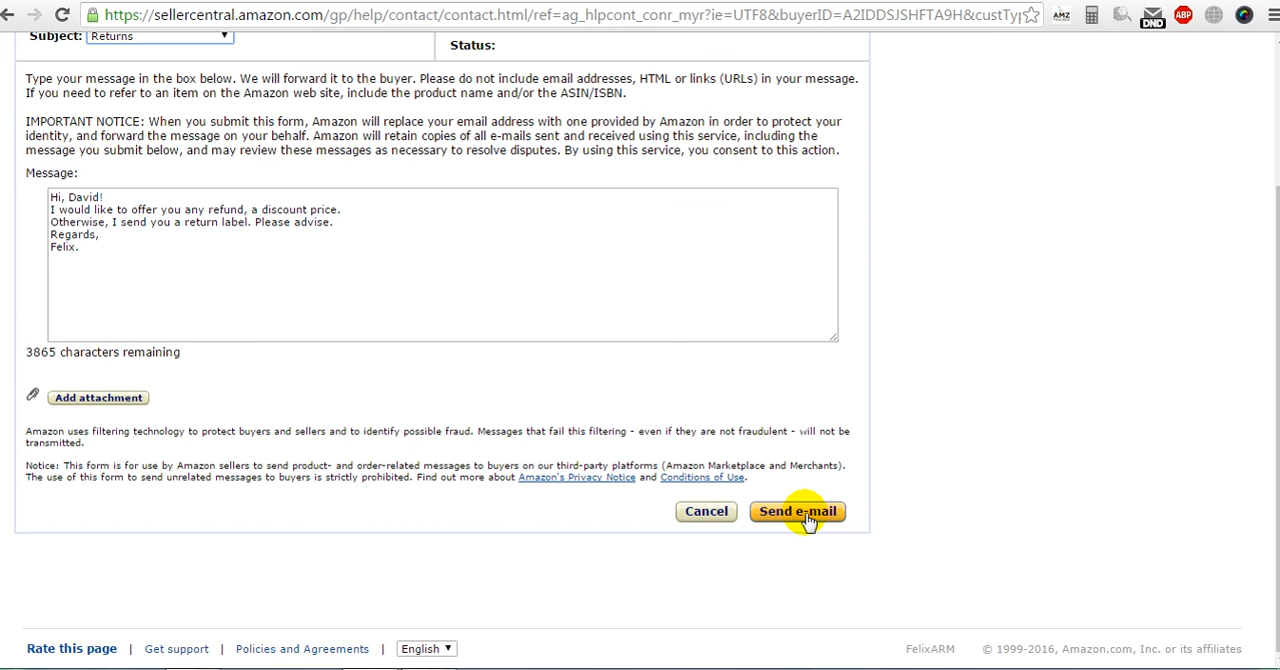 https://sellercentral.amazon.com/gp/help/contact/contact.html/ref=ag_hlpcont_conr_myr?ie=UTF8&buyerID=A2IDDSJSHFTA9H&custTyp
AMZ
DND
ABP
Subject: Returns
Status:
Type your message in the box below. We will forward it to the buyer. Please do not include email addresses, HTML or links (URLs) in your message.
If you need to refer to an item on the Amazon web site, include the product name and/or the ASIN/ISBN.
IMPORTANT NOTICE: When you submit this form, Amazon will replace your email address with one provided by Amazon in order to protect your
identity, and forward the message on your behalf. Amazon will retain copies of all e-mails sent and received using this service, including the
message you submit below, and may review these messages as necessary to resolve disputes. By using this service, you consent to this action.
Message:
Hi, David!
I would like to offer you any refund, a discount price.
Otherwise, I send you a return label. Please advise.
Regards,
Felix.
3865 characters remaining
Add attachment
Amazon uses filtering technology to protect buyers and sellers and to identify possible fraud. Messages that fail this filtering - even if they are not fraudulent - will not be
transmitted.
Notice: This form is for use by Amazon sellers to send product- and order-related messages to buyers on our third-party platforms (Amazon Marketplace and Merchants).
The use of this form to send unrelated messages to buyers is strictly prohibited. Find out more about Amazon's Privacy Notice and Conditions of Use.
Cancel
Send e-mail
Rate this page | Get support | Policies and Agreements | English
FelixARM
© 1999-2016, Amazon.com, Inc. or its affiliates